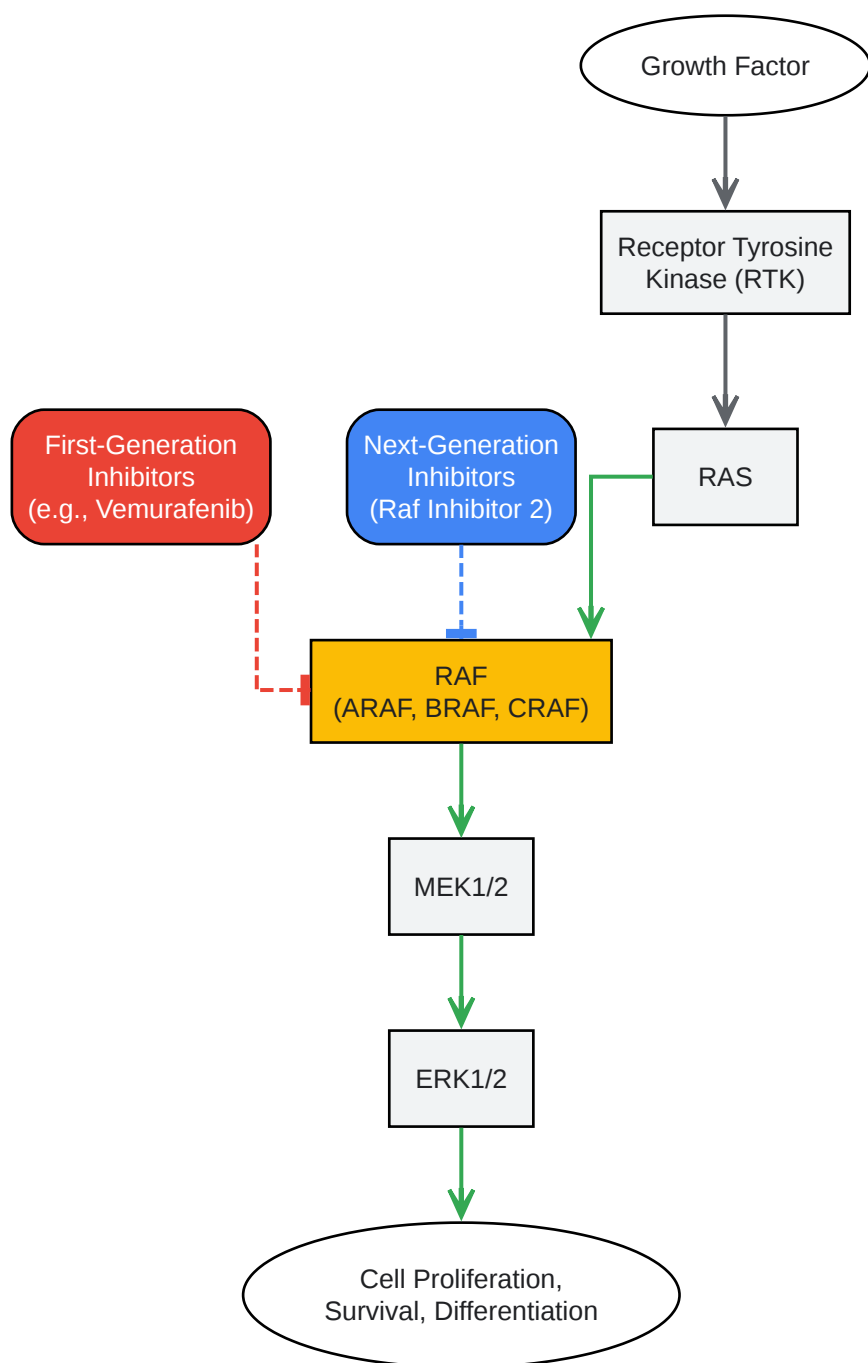 Growth Factor
Receptor Tyrosine
Kinase (RTK)
First-Generation
Inhibitors
(e.g., Vemurafenib)
Next-Generation
Inhibitors
(Raf Inhibitor 2)
RAS
RAF
(ARAF, BRAF, CRAF)
MEK1/2
ERK1/2
Cell Proliferation,
Survival, Differentiation